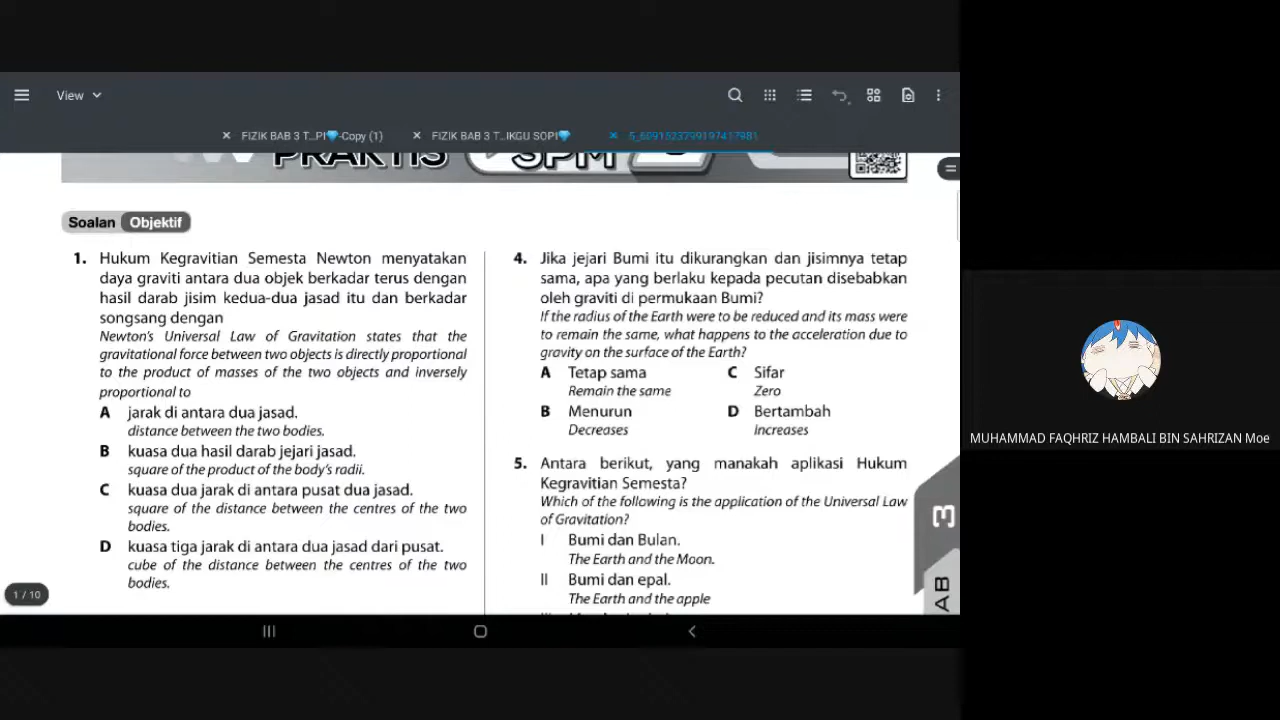 View
FIZIK BAB 3 T...PI💎-Copy (1)
FIZIK BAB 3 T...IKGU SOPI💎
PRAKTIS SPM
Soalan Objektif
1. Hukum Kegravitian Semesta Newton menyatakan
daya graviti antara dua objek berkadar terus dengan
hasil darab jisim kedua-dua jasad itu dan berkadar
songsang dengan
Newton's Universal Law of Gravitation states that the
gravitational force between two objects is directly proportional
to the product of masses of the two objects and inversely
proportional to
A jarak di antara dua jasad.
distance between the two bodies.
B kuasa dua hasil darab jejari jasad.
square of the product of the body's radii.
C kuasa dua jarak di antara pusat dua jasad.
square of the distance between the centres of the two
bodies.
D kuasa tiga jarak di antara dua jasad dari pusat.
cube of the distance between the centres of the two
bodies.
4. Jika jejari Bumi itu dikurangkan dan jisimnya tetap
sama, apa yang berlaku kepada pecutan disebabkan
oleh graviti di permukaan Bumi?
If the radius of the Earth were to be reduced and its mass were
to remain the same, what happens to the acceleration due to
gravity on the surface of the Earth?
A Tetap sama C Sifar
Remain the same Zero
B Menurun D Bertambah
Decreases Increases
5. Antara berikut, yang manakah aplikasi Hukum
Kegravitian Semesta?
Which of the following is the application of the Universal Law
of Gravitation?
I Bumi dan Bulan.
The Earth and the Moon.
II Bumi dan epal.
The Earth and the apple
3
AB
1 / 10
MUHAMMAD FAQHRIZ HAMBALI BIN SAHRIZAN Moe